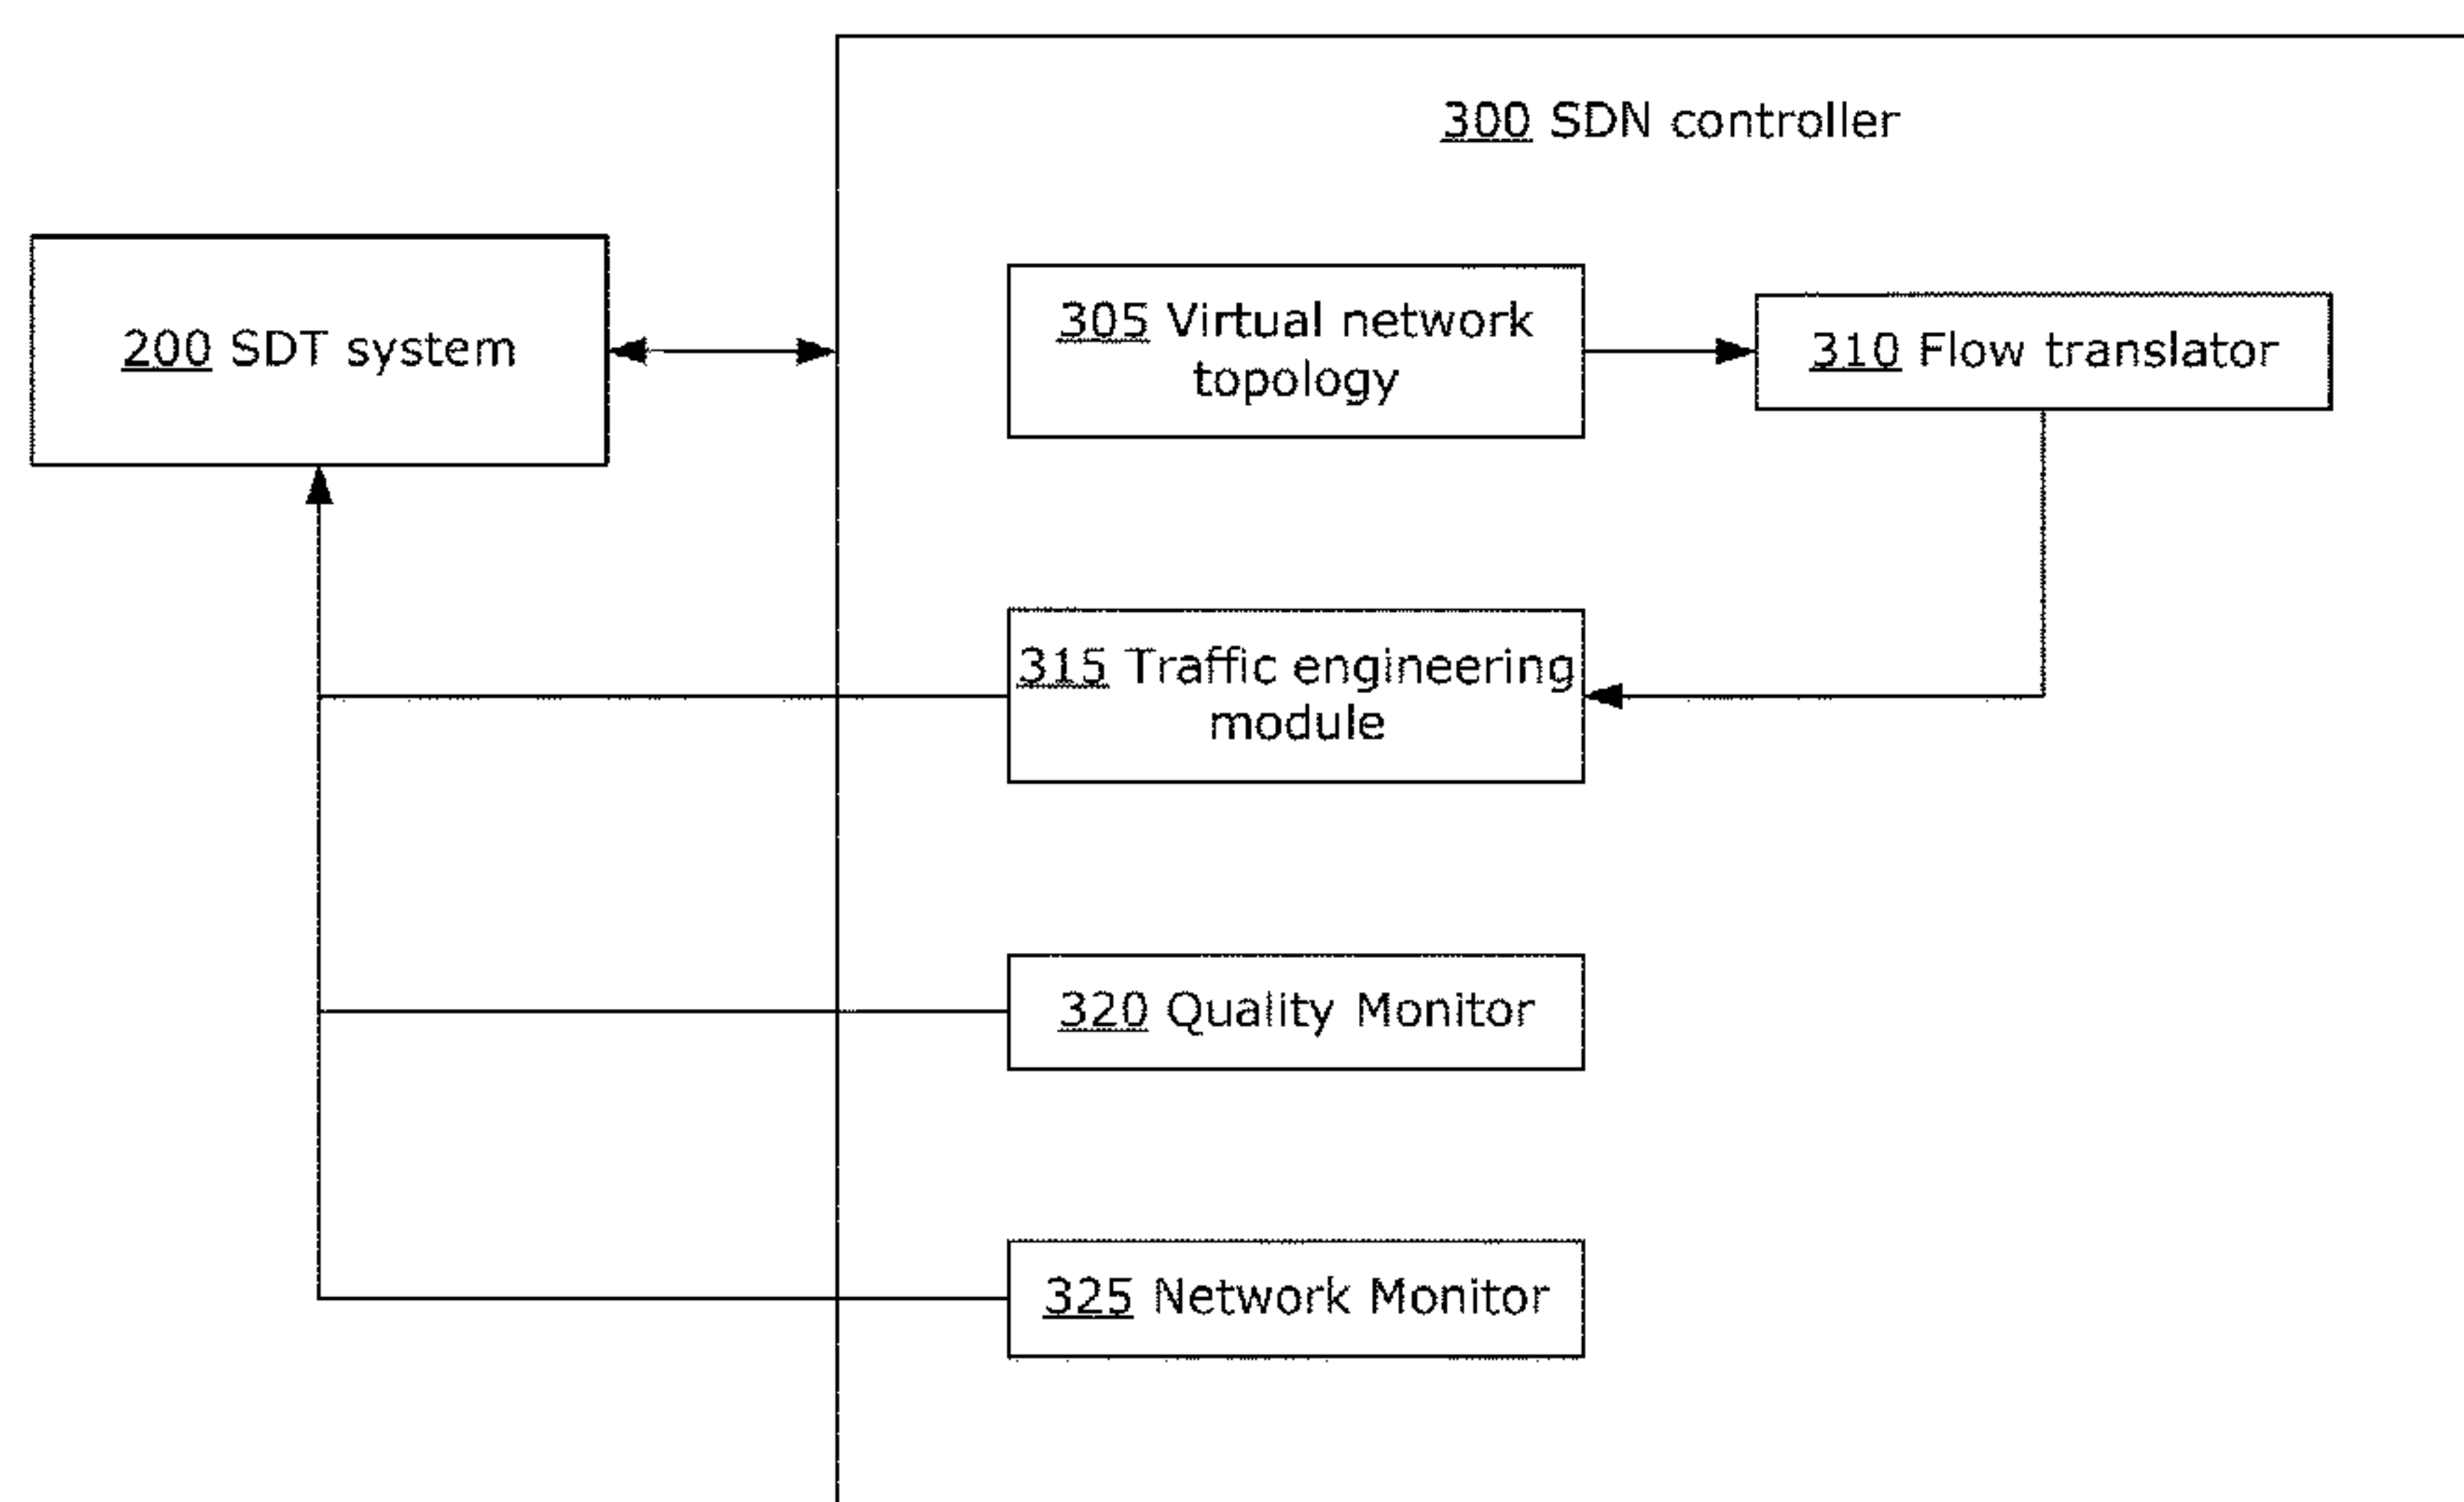 300 SDN controller
200 SDT system
305 Virtual network
topology
310 Flow translator
315 Traffic engineering
module
320 Quality Monitor
325 Network Monitor